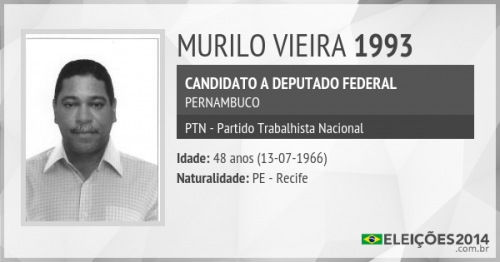 MURILO VIEIRA 1993
CANDIDATO A DEPUTADO FEDERAL
PERNAMBUCO
PTN - Partido Trabalhista Nacional
Idade: 48 anos (13-07-1966)
Naturalidade: PE - Recife
ELEIÇÕES2014
.com.br